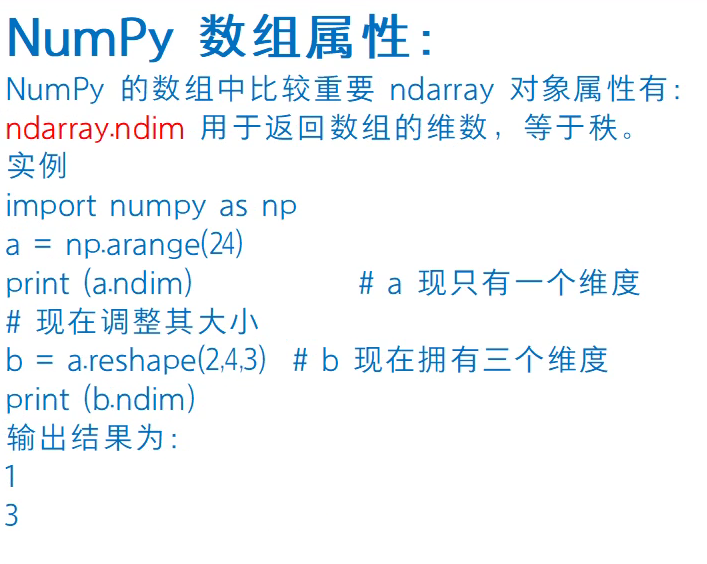 NumPy 数组属性：
NumPy 的数组中比较重要 ndarray 对象属性有：
ndarray.ndim 用于返回数组的维数，等于秩。
实例
import numpy as np
a = np.arange(24)
print (a.ndim) # a 现只有一个维度
# 现在调整其大小
b = a.reshape(2,4,3) # b 现在拥有三个维度
print (b.ndim)
输出结果为：
1
3